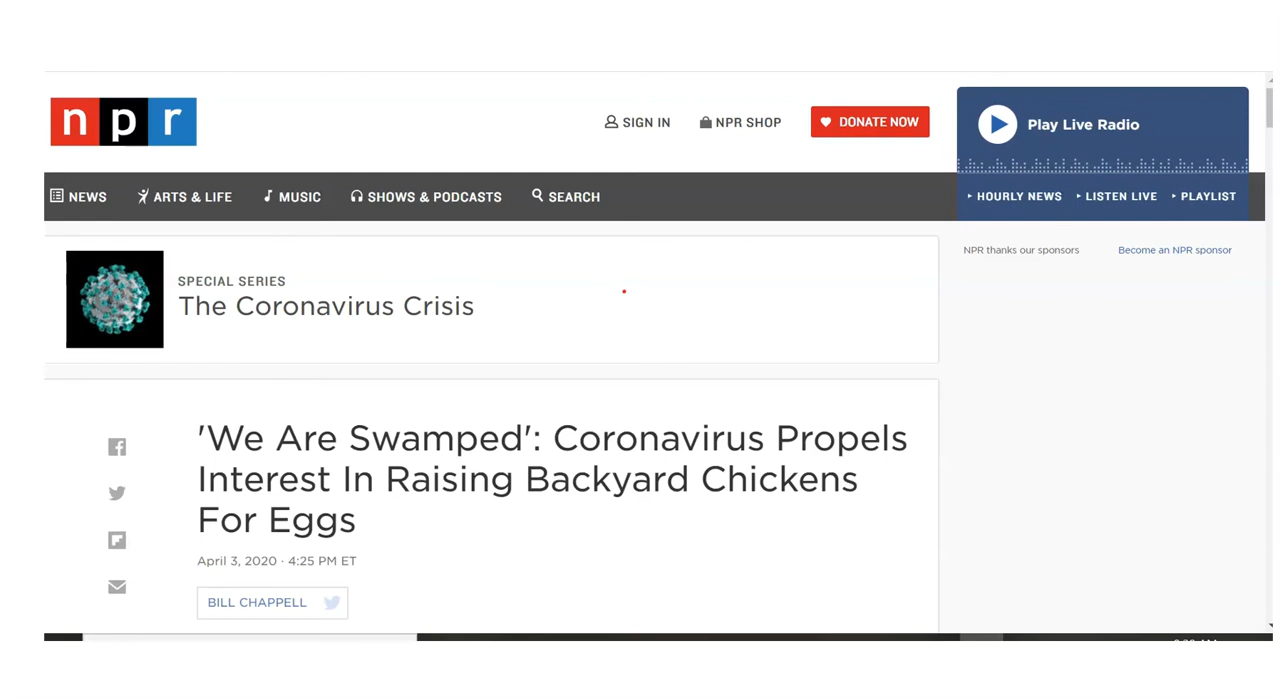 npr
SIGN IN
NPR SHOP
DONATE NOW
Play Live Radio
NEWS
ARTS & LIFE
MUSIC
SHOWS & PODCASTS
SEARCH
HOURLY NEWS
LISTEN LIVE
PLAYLIST
NPR thanks our sponsors
Become an NPR sponsor
SPECIAL SERIES
The Coronavirus Crisis
'We Are Swamped': Coronavirus Propels
Interest In Raising Backyard Chickens
For Eggs
April 3, 2020 · 4:25 PM ET
BILL CHAPPELL